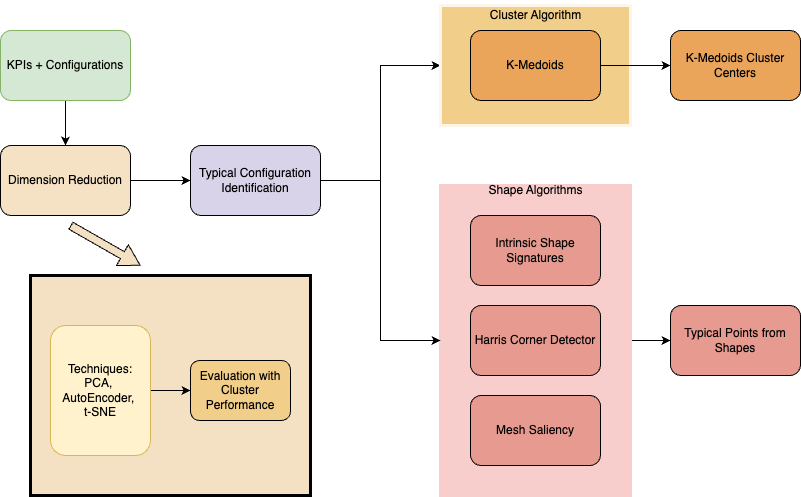 Cluster Algorithm
KPIs + Configurations
K-Medoids
K-Medoids Cluster
Centers
Dimension Reduction
Typical Configuration
Identification
Shape Algorithms
Intrinsic Shape
Signatures
Harris Corner Detector
Typical Points from
Shapes
Mesh Saliency
Techniques:
PCA,
AutoEncoder,
t-SNE
Evaluation with
Cluster
Performance